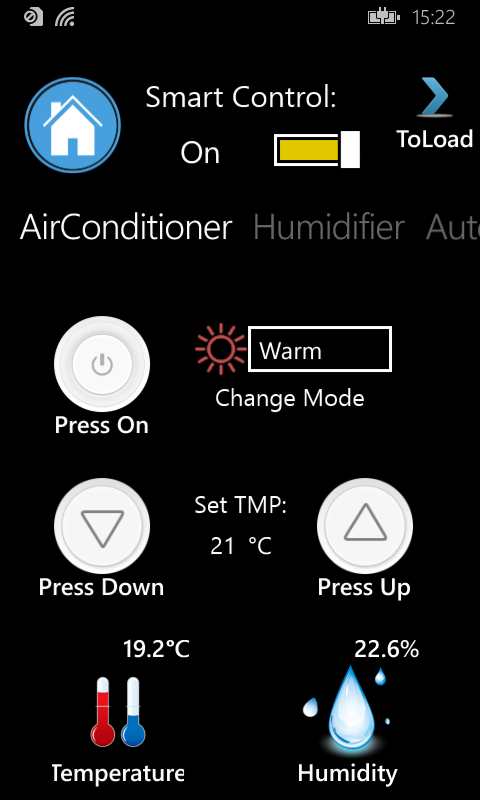 15:22
Smart Control:
On
ToLoad
AirConditioner Humidifier Aut
Warm
Change Mode
Press On
Set TMP:
21 °C
Press Down
Press Up
19.2°C
22.6%
Temperature
Humidity